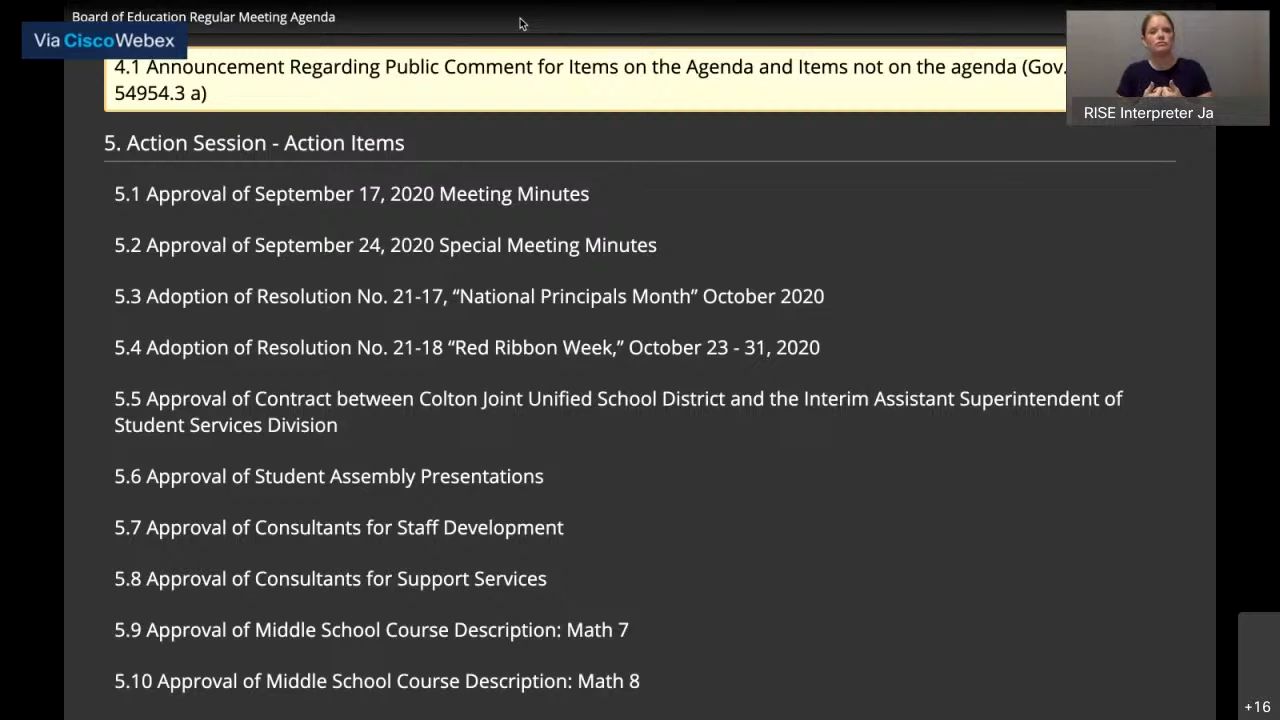 Board of Education Regular Meeting Agenda
Via CiscoWebex
4.1 Announcement Regarding Public Comment for Items on the Agenda and Items not on the agenda (Gov.
54954.3 a)
RISE Interpreter Ja
5. Action Session - Action Items
5.1 Approval of September 17, 2020 Meeting Minutes
5.2 Approval of September 24, 2020 Special Meeting Minutes
5.3 Adoption of Resolution No. 21-17, “National Principals Month” October 2020
5.4 Adoption of Resolution No. 21-18 “Red Ribbon Week,” October 23 - 31, 2020
5.5 Approval of Contract between Colton Joint Unified School District and the Interim Assistant Superintendent of
Student Services Division
5.6 Approval of Student Assembly Presentations
5.7 Approval of Consultants for Staff Development
5.8 Approval of Consultants for Support Services
5.9 Approval of Middle School Course Description: Math 7
5.10 Approval of Middle School Course Description: Math 8
+16